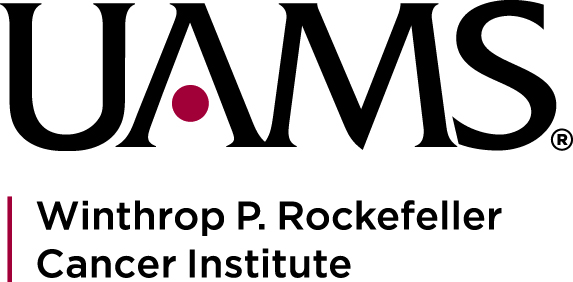 UAMS®
Winthrop P. Rockefeller
Cancer Institute